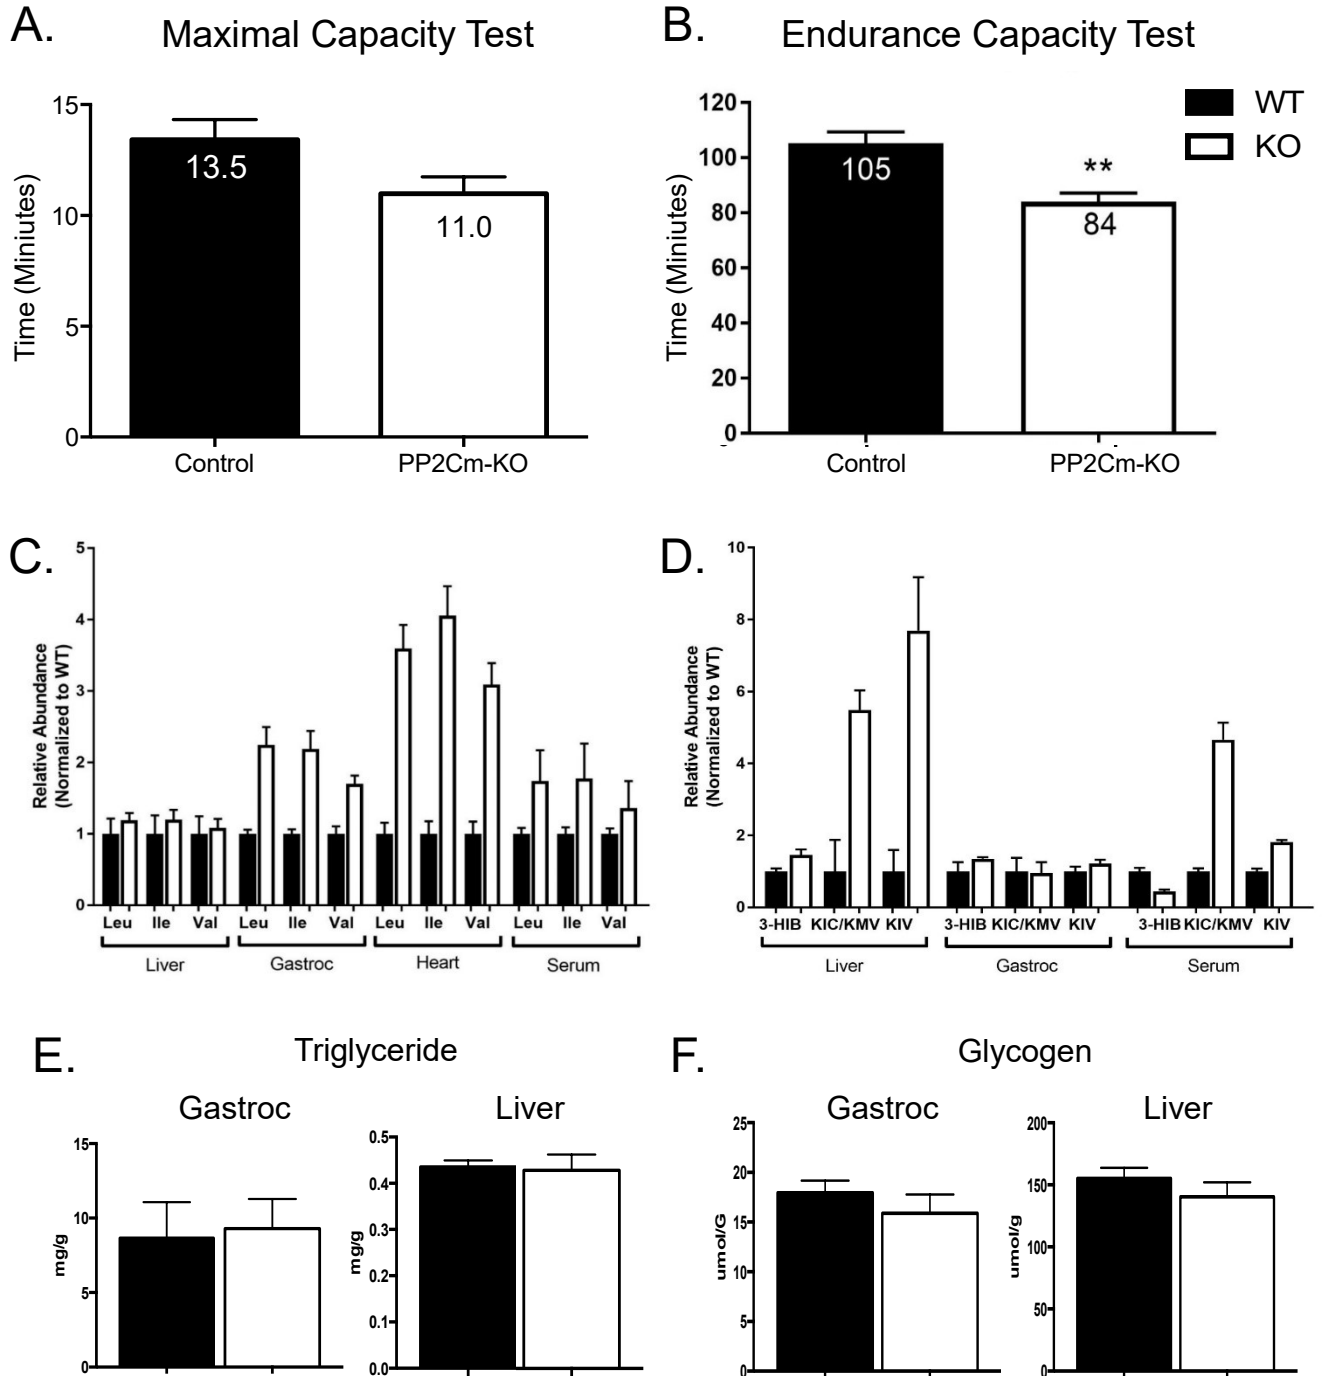 A. Maximal Capacity Test
15
10
5
0
Time (Miniutes)
13.5
11.0
Control PP2Cm-KO
B. Endurance Capacity Test
120
100
80
60
40
20
0
Time (Miniutes)
105
**
84
Control PP2Cm-KO
WT
KO
C.
5
4
3
2
1
0
Relative Abundance
(Normalized to WT)
Leu Ile Val Leu Ile Val Leu Ile Val Leu Ile Val
Liver Gastroc Heart Serum
D.
10
8
6
4
2
0
Relative Abundance
(Normalized to WT)
3-HIB KIC/KMV KIV 3-HIB KIC/KMV KIV 3-HIB KIC/KMV KIV
Liver Gastroc Serum
E. Triglyceride
Gastroc
15
10
5
0
mg/g
Liver
0.5
0.4
0.3
0.2
0.1
0.0
mg/g
F. Glycogen
Gastroc
25
20
15
10
5
0
umol/G
Liver
200
150
100
50
0
umol/g